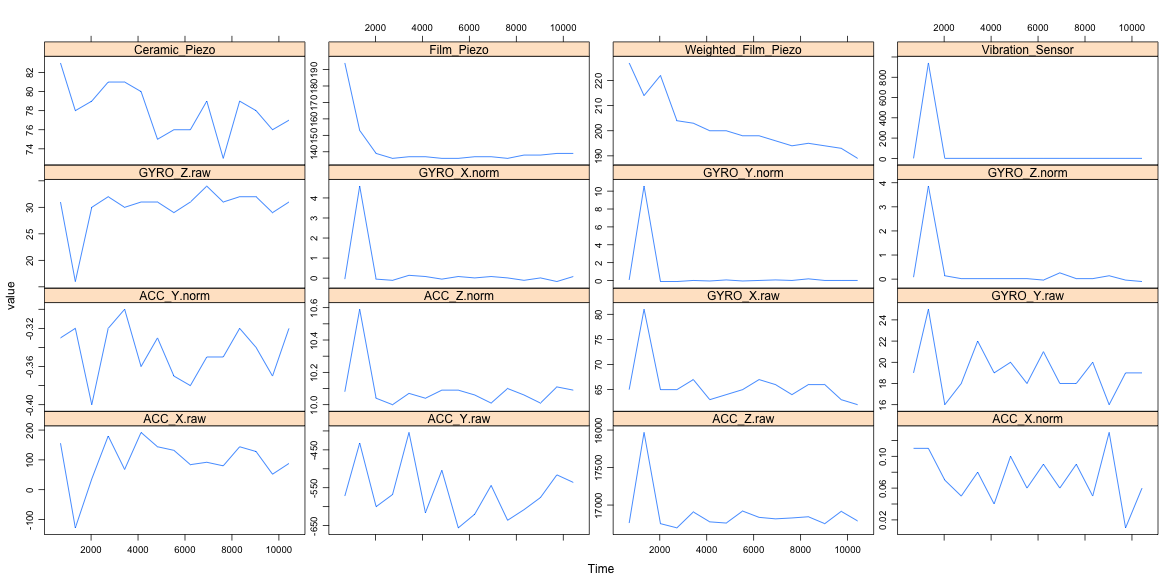 2000 4000 6000 8000 10000 2000 4000 6000 8000 10000
Ceramic_Piezo Film_Piezo Weighted_Film_Piezo Vibration_Sensor
74 76 78 80 82
140 150 160 170 180 190
190 200 210 220
0 200 400 600 800 1000
GYRO_Z.raw GYRO_X.norm GYRO_Y.norm GYRO_Z.norm
20 25 30
0 1 2 3 4
0 2 4 6 8 10
0 1 2 3 4
value
ACC_Y.norm ACC_Z.norm GYRO_X.raw GYRO_Y.raw
-0.40 -0.36 -0.32
10.0 10.2 10.4 10.6
65 70 75 80
16 18 20 22 24
ACC_X.raw ACC_Y.raw ACC_Z.raw ACC_X.norm
-100 0 100 200
-650 -550 -450
17000 17500 18000
0.02 0.06 0.10
2000 4000 6000 8000 10000 2000 4000 6000 8000 10000
Time